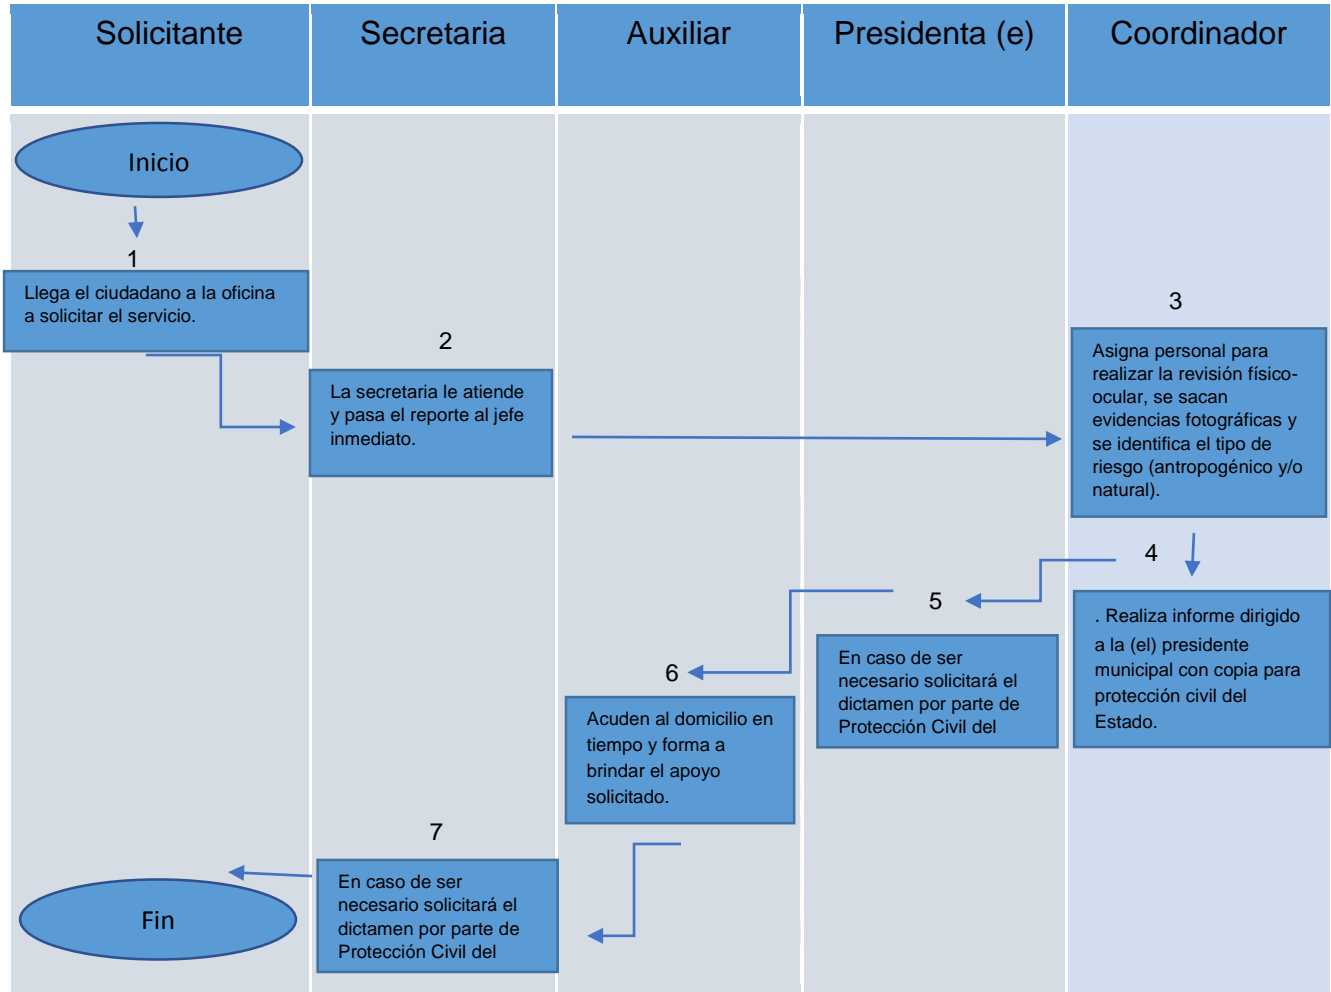 Solicitante
Secretaria
Auxiliar
Presidenta (e)
Coordinador
Inicio
1
Llega el ciudadano a la oficina
a solicitar el servicio.
2
La secretaria le atiende
y pasa el reporte al jefe
inmediato.
3
Asigna personal para
realizar la revisión físico-
ocular, se sacan
evidencias fotográficas y
se identifica el tipo de
riesgo (antropogénico y/o
natural).
4
. Realiza informe dirigido
a la (el) presidente
municipal con copia para
protección civil del
Estado.
5
En caso de ser
necesario solicitará el
dictamen por parte de
Protección Civil del
6
Acuden al domicilio en
tiempo y forma a
brindar el apoyo
solicitado.
7
En caso de ser
necesario solicitará el
dictamen por parte de
Protección Civil del
Fin